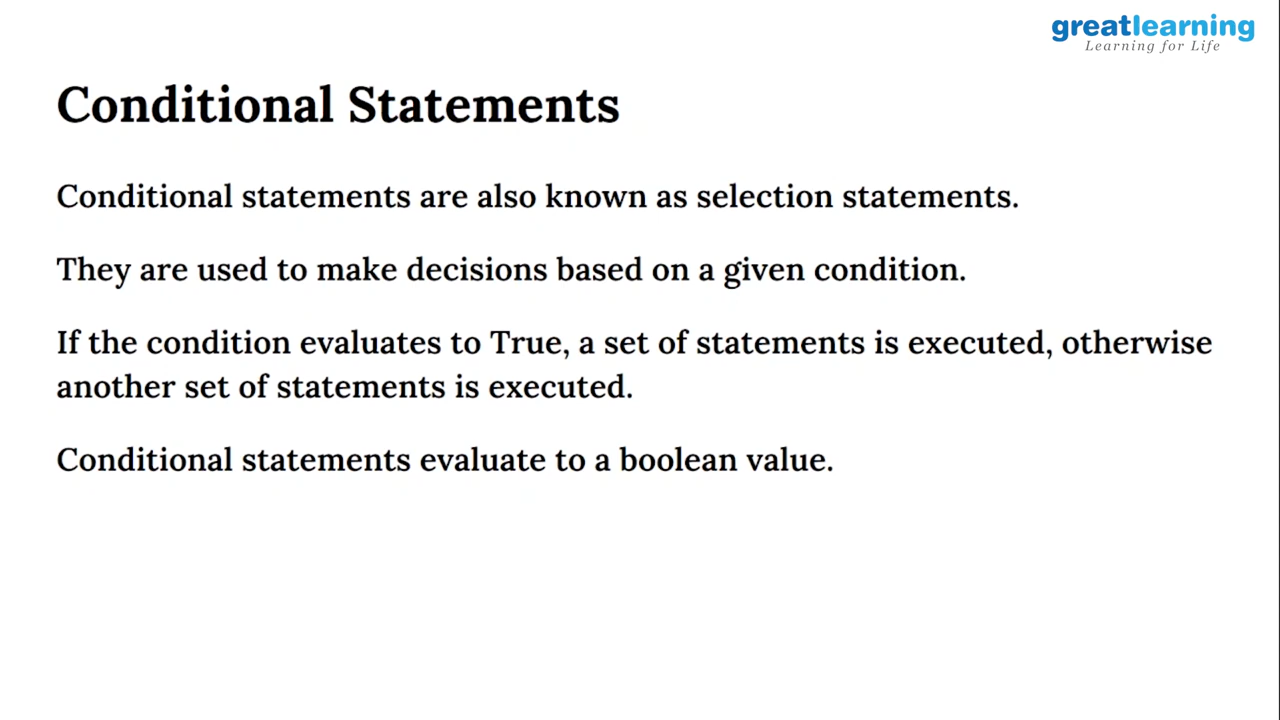 greatlearning
Learning for Life
Conditional Statements
Conditional statements are also known as selection statements.
They are used to make decisions based on a given condition.
If the condition evaluates to True, a set of statements is executed, otherwise
another set of statements is executed.
Conditional statements evaluate to a boolean value.